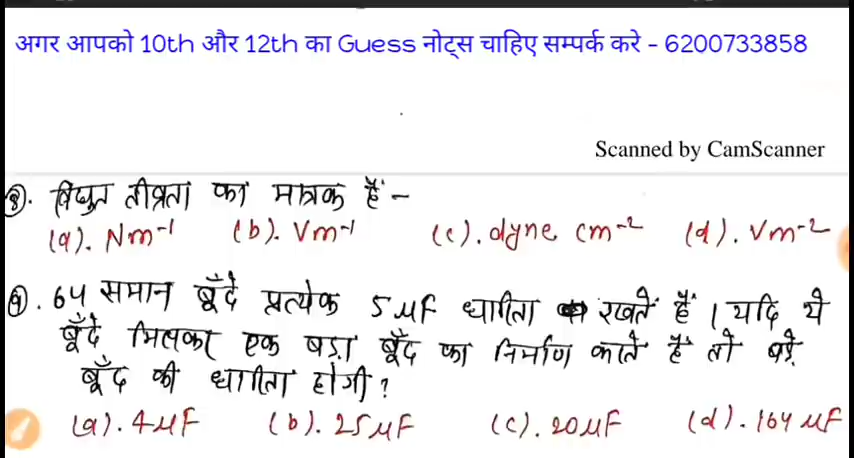 अगर आपको 10th और 12th का Guess नोट्स चाहिए सम्पर्क करे - 6200733858
Scanned by CamScanner
⑧. विद्युत तीव्रता का मात्रक हैं -
(a). Nm⁻¹ (b). Vm⁻¹ (c). dyne cm⁻² (d). Vm⁻²
⑨. 64 समान बूँदे प्रत्येक 5 μF धारिता रखते हैं। यदि ये
बूँदे मिलकर एक बड़ा बूँद का निर्माण करते हैं तो बड़े
बूँद की धारिता होगी?
(a). 4μF (b). 25μF (c). 20μF (d). 164 μF